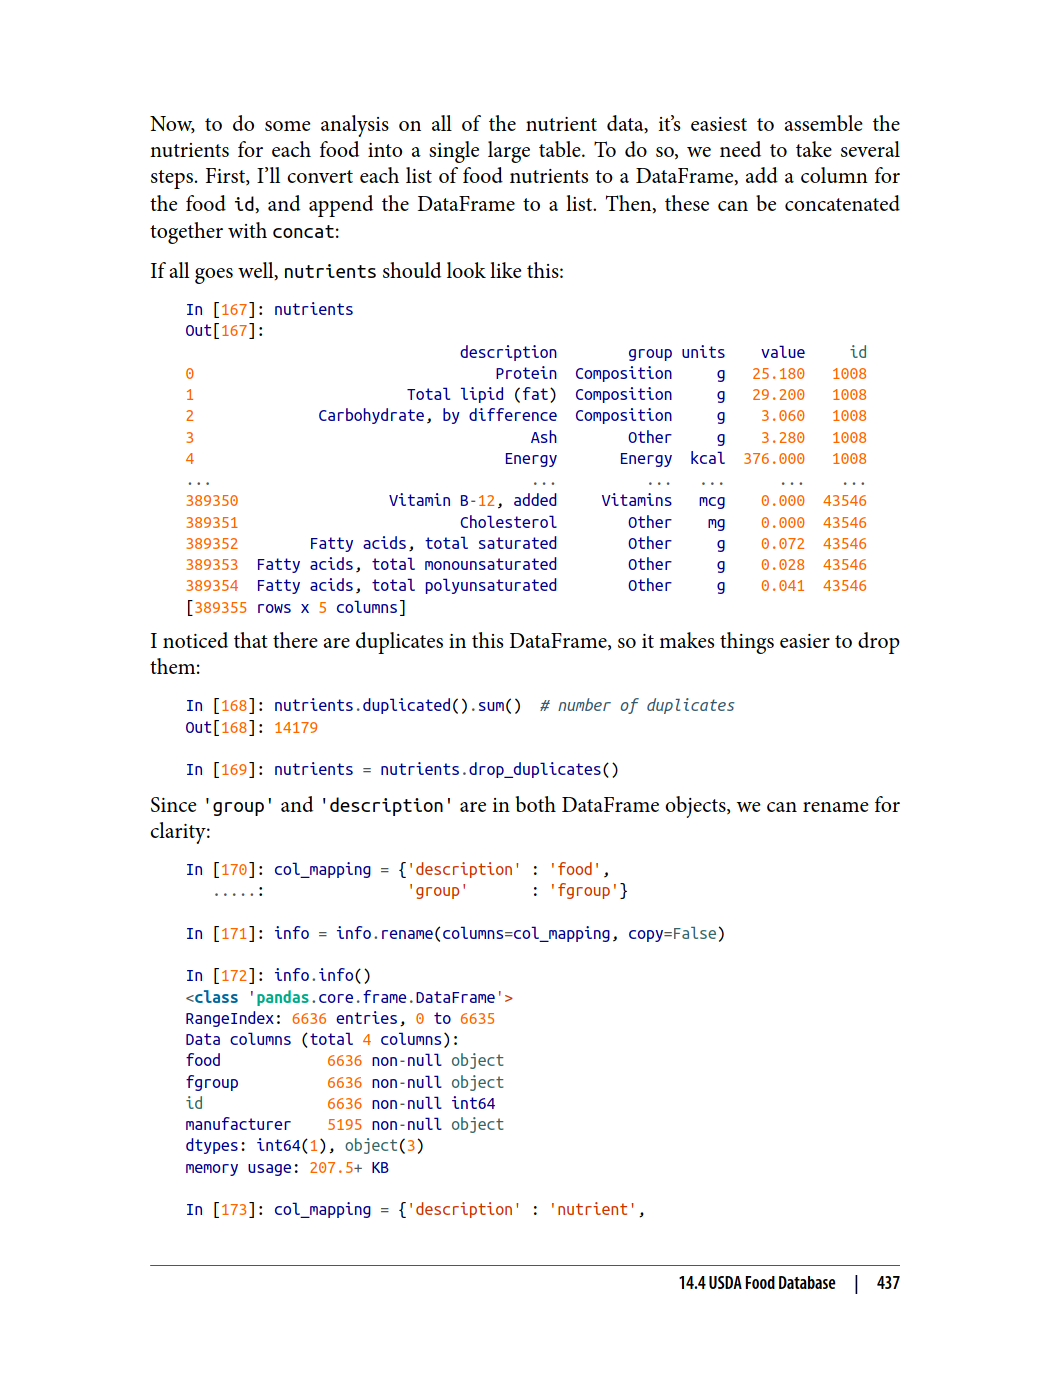 Now, to do some analysis on all of the nutrient data, it’s easiest to assemble the
nutrients for each food into a single large table. To do so, we need to take several
steps. First, I’ll convert each list of food nutrients to a DataFrame, add a column for
the food id, and append the DataFrame to a list. Then, these can be concatenated
together with concat:
If all goes well, nutrients should look like this:
In [167]: nutrients
Out[167]:
description group units value id
0 Protein Composition g 25.180 1008
1 Total lipid (fat) Composition g 29.200 1008
2 Carbohydrate, by difference Composition g 3.060 1008
3 Ash Other g 3.280 1008
4 Energy Energy kcal 376.000 1008
... ... ... ... ... ...
389350 Vitamin B-12, added Vitamins mcg 0.000 43546
389351 Cholesterol Other mg 0.000 43546
389352 Fatty acids, total saturated Other g 0.072 43546
389353 Fatty acids, total monounsaturated Other g 0.028 43546
389354 Fatty acids, total polyunsaturated Other g 0.041 43546
[389355 rows x 5 columns]
I noticed that there are duplicates in this DataFrame, so it makes things easier to drop
them:
In [168]: nutrients.duplicated().sum() # number of duplicates
Out[168]: 14179
In [169]: nutrients = nutrients.drop_duplicates()
Since 'group' and 'description' are in both DataFrame objects, we can rename for
clarity:
In [170]: col_mapping = {'description' : 'food',
.....: 'group' : 'fgroup'}
In [171]: info = info.rename(columns=col_mapping, copy=False)
In [172]: info.info()
<class 'pandas.core.frame.DataFrame'>
RangeIndex: 6636 entries, 0 to 6635
Data columns (total 4 columns):
food 6636 non-null object
fgroup 6636 non-null object
id 6636 non-null int64
manufacturer 5195 non-null object
dtypes: int64(1), object(3)
memory usage: 207.5+ KB
In [173]: col_mapping = {'description' : 'nutrient',
14.4 USDA Food Database | 437